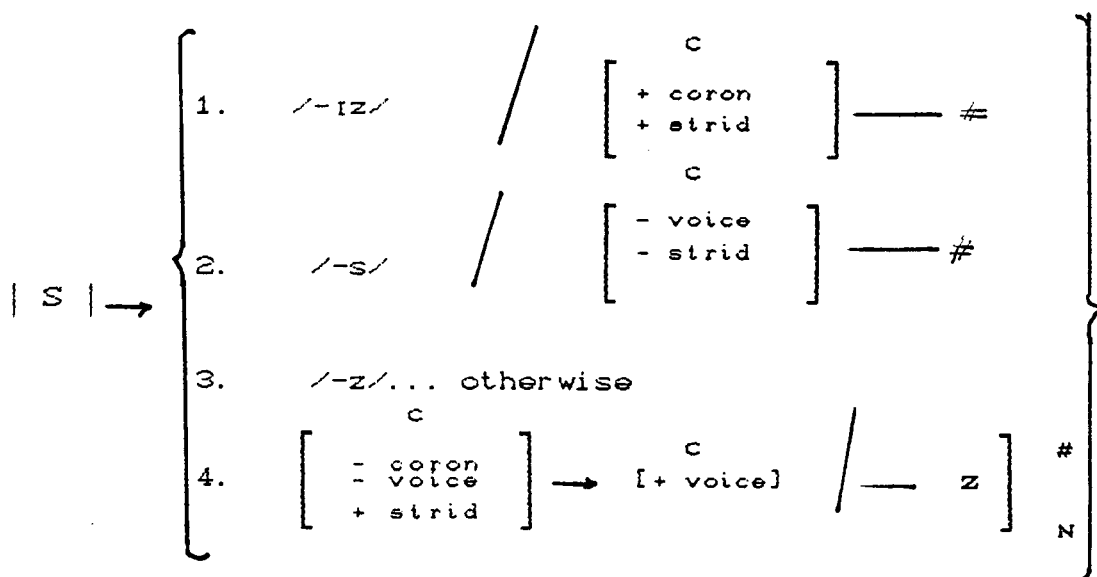 C
1. /-ɪz/ / [ + coron
+ strid ] —— #
C
2. /-s/ / [ - voice
- strid ] —— #
| S | →
3. /-z/... otherwise
C
4. [ - coron
- voice
+ strid ] → C
[+ voice] / —— z ] #
N